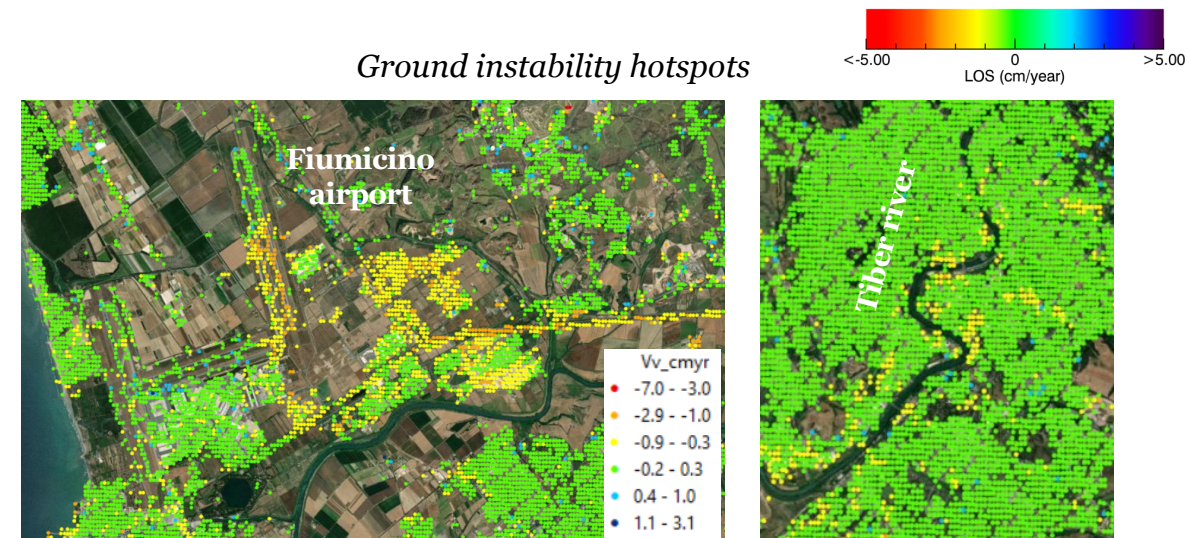 Ground instability hotspots
<-5.00
0
>5.00
LOS (cm/year)
Fiumicino
airport
Tiber river
Vv_cmyr
-7.0 - -3.0
-2.9 - -1.0
-0.9 - -0.3
-0.2 - 0.3
0.4 - 1.0
1.1 - 3.1